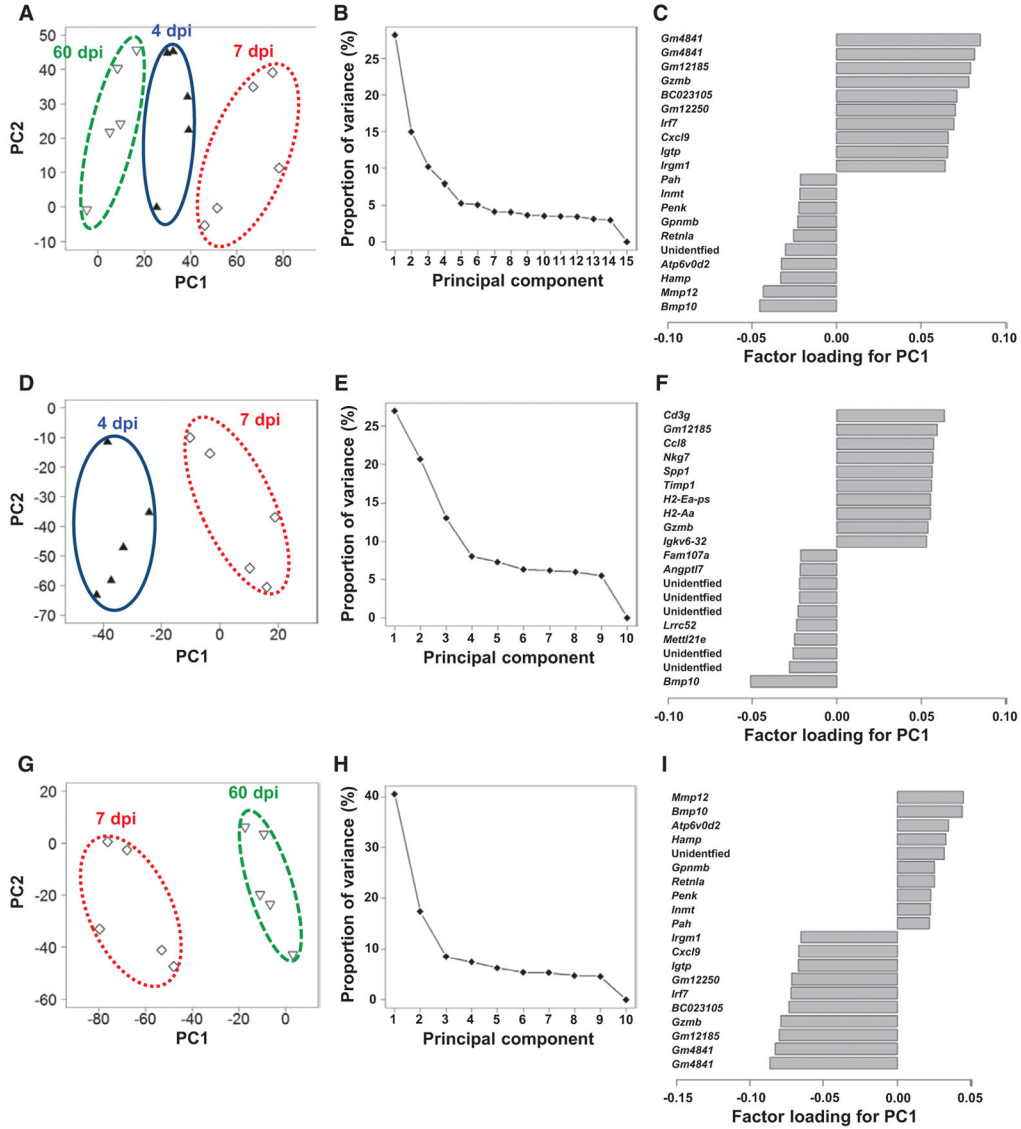 A
60 dpi
4 dpi
7 dpi
50
40
30
20
10
0
-10
PC2
0 20 40 60 80
PC1
B
Proportion of variance (%)
25
20
15
10
5
0
1 2 3 4 5 6 7 8 9 10 11 12 13 14 15
Principal component
C
Gm4841
Gm4841
Gm12185
Gzmb
BC023105
Gm12250
Irf7
Cxcl9
Igtp
Irgm1
Pah
Inmt
Penk
Gpnmb
Retnla
Unidentfied
Atp6v0d2
Hamp
Mmp12
Bmp10
-0.10 -0.05 0.00 0.05 0.10
Factor loading for PC1
D
4 dpi
7 dpi
0
-10
-20
-30
-40
-50
-60
-70
PC2
-40 -20 0 20
PC1
E
Proportion of variance (%)
25
20
15
10
5
0
1 2 3 4 5 6 7 8 9 10
Principal component
F
Cd3g
Gm12185
Ccl8
Nkg7
Spp1
Timp1
H2-Ea-ps
H2-Aa
Gzmb
Igkv6-32
Fam107a
Angptl7
Unidentfied
Unidentfied
Unidentfied
Lrrc52
Mettl21e
Unidentfied
Unidentfied
Bmp10
-0.10 -0.05 0.00 0.05 0.10
Factor loading for PC1
G
7 dpi
60 dpi
20
0
-20
-40
-60
PC2
-80 -60 -40 -20 0
PC1
H
Proportion of variance (%)
40
30
20
10
0
1 2 3 4 5 6 7 8 9 10
Principal component
I
Mmp12
Bmp10
Atp6v0d2
Hamp
Unidentfied
Gpnmb
Retnla
Penk
Inmt
Pah
Irgm1
Cxcl9
Igtp
Gm12250
Irf7
BC023105
Gzmb
Gm12185
Gm4841
Gm4841
-0.15 -0.10 -0.05 0.00 0.05
Factor loading for PC1